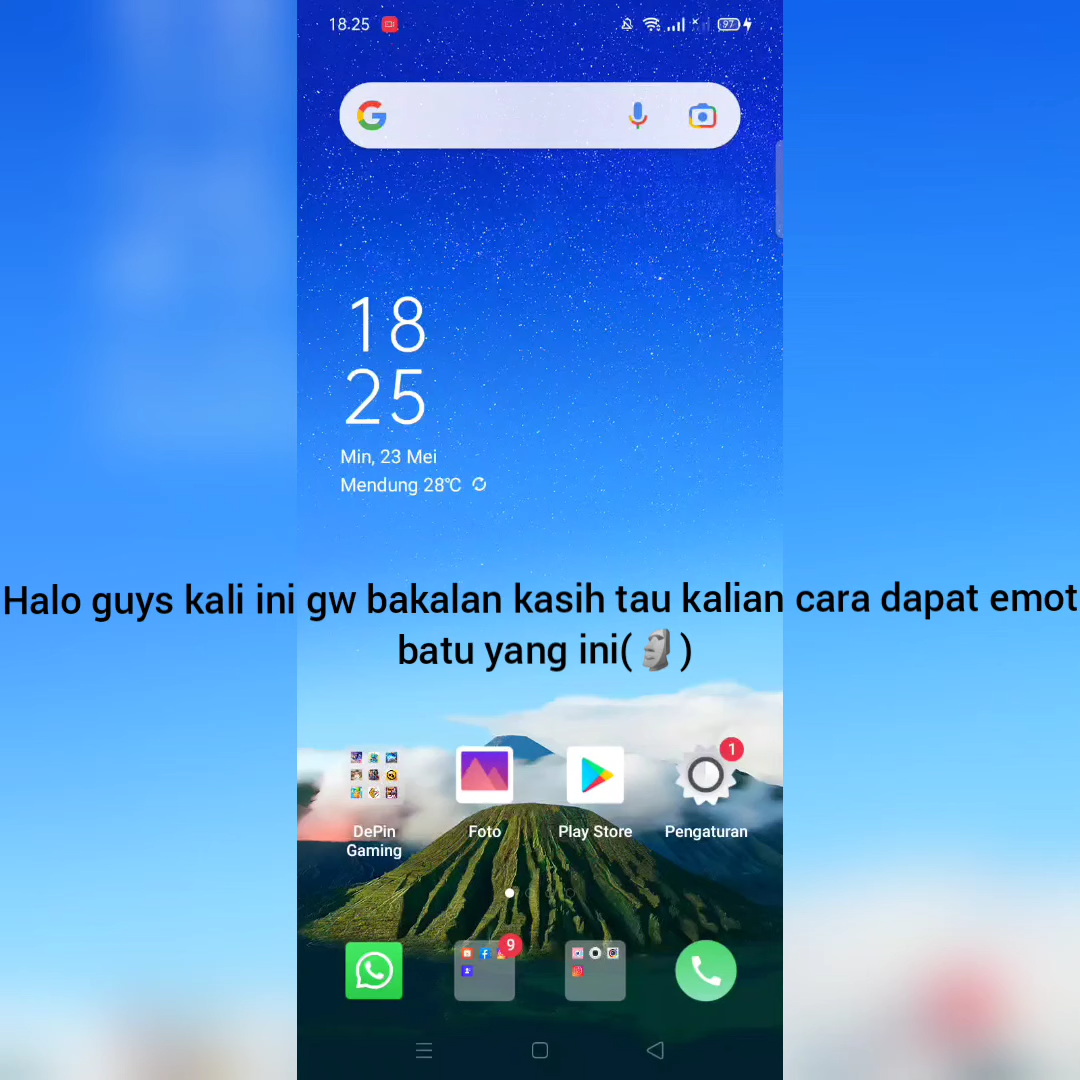 18.25
97
18
25
Min, 23 Mei
Mendung 28°C
Halo guys kali ini gw bakalan kasih tau kalian cara dapat emot
batu yang ini(🗿)
1
DePin Gaming
Foto
Play Store
Pengaturan
9